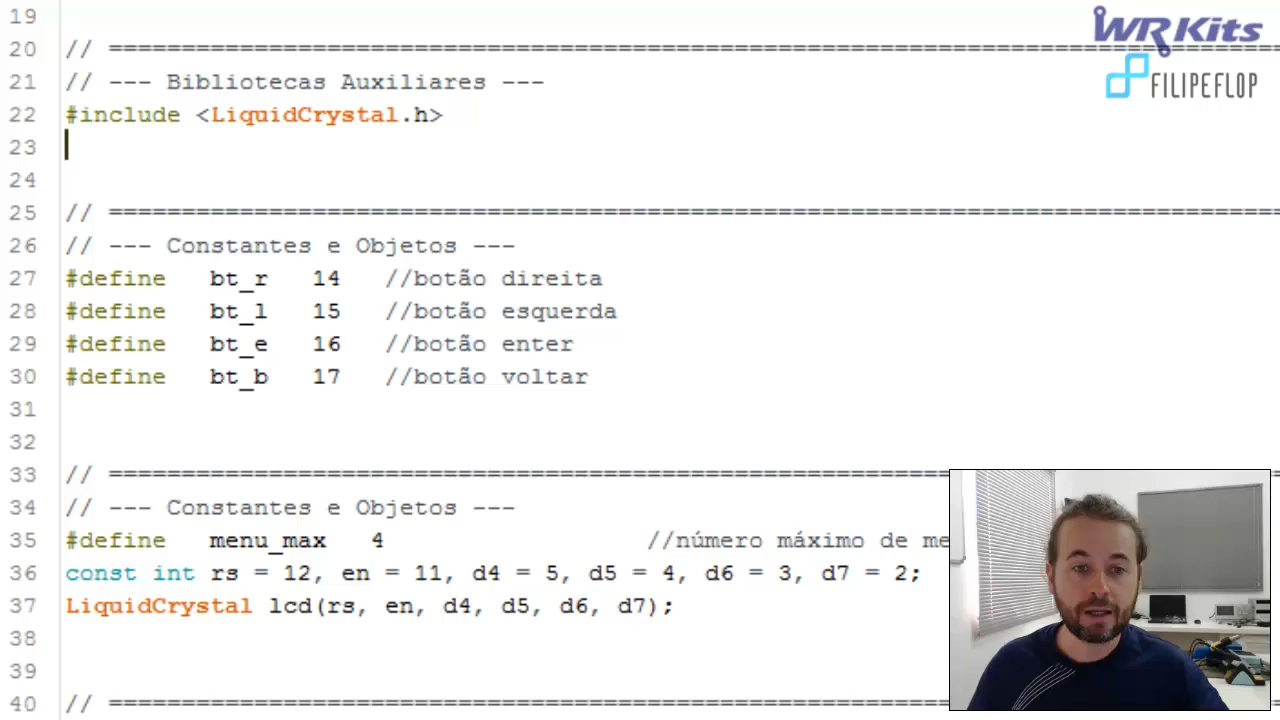 19
20 // ================================================================================
WR Kits
21 // --- Bibliotecas Auxiliares ---
FILIPEFLOP
22 #include <LiquidCrystal.h>
23
24
25 // ================================================================================
26 // --- Constantes e Objetos ---
27 #define bt_r 14 //botão direita
28 #define bt_l 15 //botão esquerda
29 #define bt_e 16 //botão enter
30 #define bt_b 17 //botão voltar
31
32
33 // ==========================================================
34 // --- Constantes e Objetos ---
35 #define menu_max 4 //número máximo de me
36 const int rs = 12, en = 11, d4 = 5, d5 = 4, d6 = 3, d7 = 2;
37 LiquidCrystal lcd(rs, en, d4, d5, d6, d7);
38
39
40 // ==========================================================